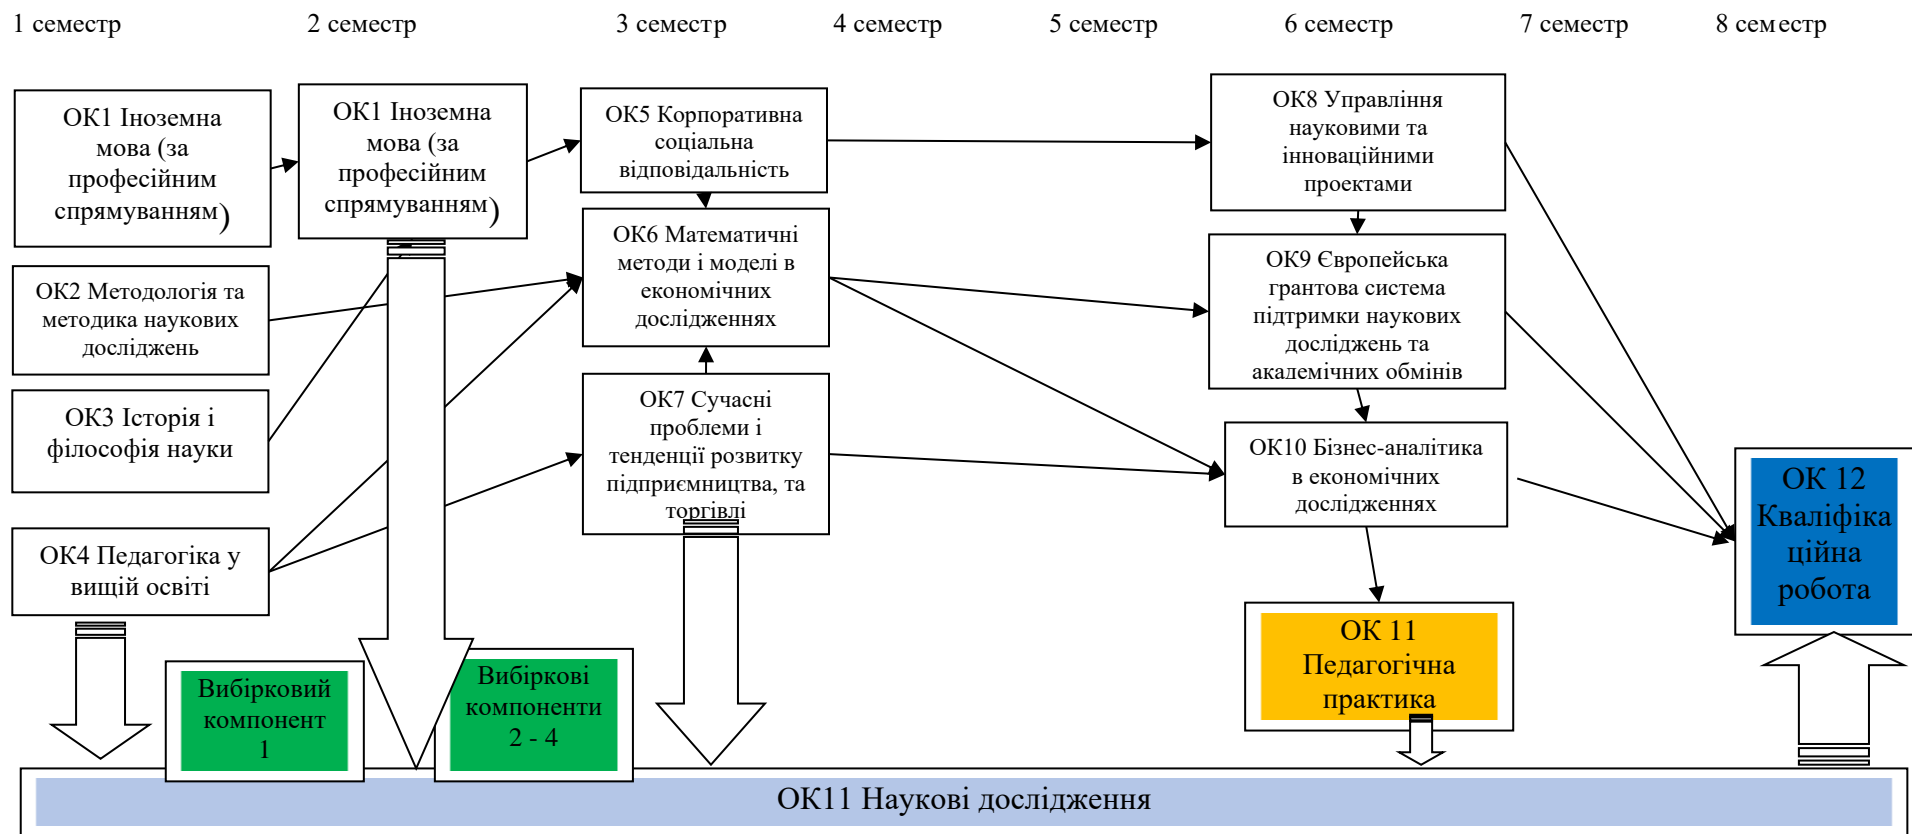 1 семестр
2 семестр
3 семестр
4 семестр
5 семестр
6 семестр
7 семестр
8 семестр
ОК1 Іноземна
мова (за
професійним
спрямуванням)
ОК2 Методологія та
методика наукових
досліджень
ОК3 Історія і
філософія науки
ОК4 Педагогіка у
вищій освіті
Вибірковий
компонент
1
ОК1 Іноземна
мова (за
професійним
спрямуванням)
Вибіркові
компоненти
2 - 4
ОК5 Корпоративна
соціальна
відповідальність
ОК6 Математичні
методи і моделі в
економічних
дослідженнях
ОК7 Сучасні
проблеми і
тенденції розвитку
підприємництва, та
торгівлі
ОК8 Управління
науковими та
інноваційними
проектами
ОК9 Європейська
грантова система
підтримки наукових
досліджень та
академічних обмінів
ОК10 Бізнес-аналітика
в економічних
дослідженнях
ОК 11
Педагогічна
практика
ОК 12
Кваліфіка
ційна
робота
ОК11 Наукові дослідження